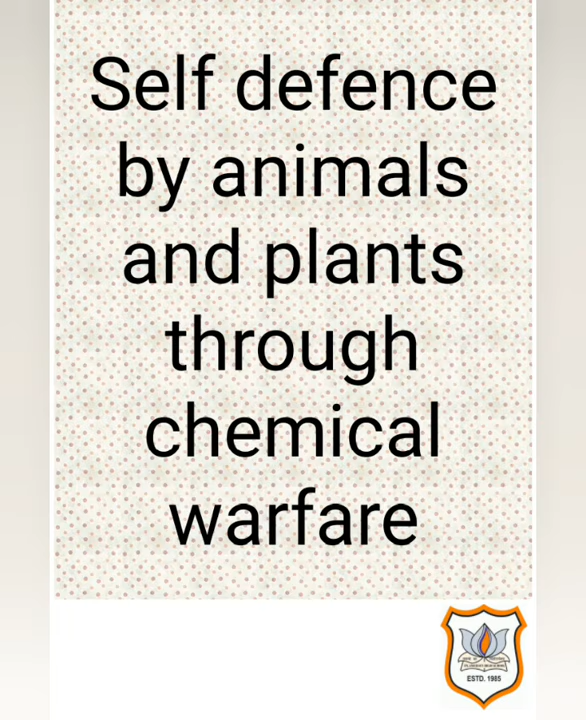 Self defence
by animals
and plants
through
chemical
warfare
ESTD. 1985